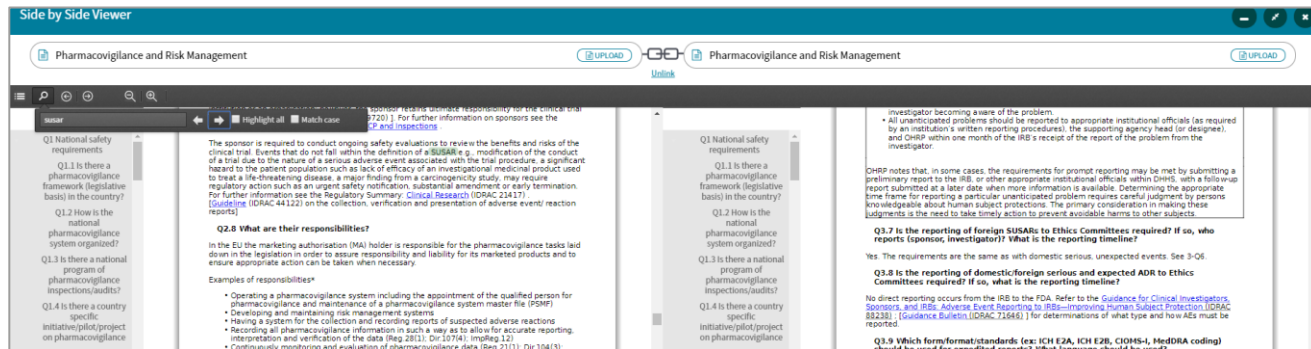 Side by Side Viewer
Pharmacovigilance and Risk Management
UPLOAD
Unlink
Pharmacovigilance and Risk Management
UPLOAD
susar
Highlight all
Match case
Q1 National safety
requirements
Q1.1 Is there a
pharmacovigilance
framework (legislative
basis) in the country?
Q1.2 How is the
national
pharmacovigilance
system organized?
Q1.3 Is there a national
program of
pharmacovigilance
inspections/audits?
Q1.4 Is there a country
specific
initiative/pilot/project
on pharmacovigilance
sponsor retains ultimate responsibility for the clinical trial
9720) ]. For further information on sponsors see the
CP and Inspections .
The sponsor is required to conduct ongoing safety evaluations to review the benefits and risks of the
clinical trial. Events that do not fall within the definition of a SUSAR e.g., modification of the conduct
of a trial due to the nature of a serious adverse event associated with the trial procedure, a significant
hazard to the patient population such as lack of efficacy of an investigational medicinal product used
to treat a life-threatening disease, a major finding from a carcinogenicity study, may require
regulatory action such as an urgent safety notification, substantial amendment or early termination.
For further information see the Regulatory Summary: Clinical Research (IDRAC 21417) .
[Guideline (IDRAC 44122) on the collection, verification and presentation of adverse event/ reaction
reports]
Q2.8 What are their responsibilities?
In the EU the marketing authorisation (MA) holder is responsible for the pharmacovigilance tasks laid
down in the legislation in order to assure responsibility and liability for its marketed products and to
ensure appropriate action can be taken when necessary.
Examples of responsibilities*
• Operating a pharmacovigilance system including the appointment of the qualified person for
pharmacovigilance and maintenance of a pharmacovigilance system master file (PSMF)
• Developing and maintaining risk management systems
• Having a system for the collection and recording reports of suspected adverse reactions
• Recording all pharmacovigilance information in such a way as to allow for accurate reporting,
interpretation and verification of the data (Reg.28(1); Dir.107(4); ImpReg.12)
• Continuously monitoring and evaluation of pharmacovigilance data (Reg.21(1); Dir.104(3);
Q1 National safety
requirements
Q1.1 Is there a
pharmacovigilance
framework (legislative
basis) in the country?
Q1.2 How is the
national
pharmacovigilance
system organized?
Q1.3 Is there a national
program of
pharmacovigilance
inspections/audits?
Q1.4 Is there a country
specific
initiative/pilot/project
on pharmacovigilance
investigator becoming aware of the problem.
• All unanticipated problems should be reported to appropriate institutional officials (as required
by an institution's written reporting procedures), the supporting agency head (or designee),
and OHRP within one month of the IRB's receipt of the report of the problem from the
investigator.
OHRP notes that, in some cases, the requirements for prompt reporting may be met by submitting a
preliminary report to the IRB, or other appropriate institutional officials within DHHS, with a followup
report submitted at a later date when more information is available. Determining the appropriate
time frame for reporting a particular unanticipated problem requires careful judgment by persons
knowledgeable about human subject protections. The primary consideration in making these
judgments is the need to take timely action to prevent avoidable harms to other subjects.
Q3.7 Is the reporting of foreign SUSARs to Ethics Committees required? If so, who
reports (sponsor, investigator)? What is the reporting timeline?
Yes. The requirements are the same as with domestic serious, unexpected events. See 3-Q6.
Q3.8 Is the reporting of domestic/foreign serious and expected ADR to Ethics
Committees required? If so, what is the reporting timeline?
No direct reporting occurs from the IRB to the FDA. Refer to the Guidance for Clinical Investigators,
Sponsors, and IRBs: Adverse Event Reporting to IRBs—Improving Human Subject Protection (IDRAC
88238) ; [Guidance Bulletin (IDRAC 71646) ] for determinations of what type and how AEs must be
reported.
Q3.9 Which form/format/standards (ex: ICH E2A, ICH E2B, CIOMS-I, MedDRA coding)
should be used for expedited reports? What language should be used?